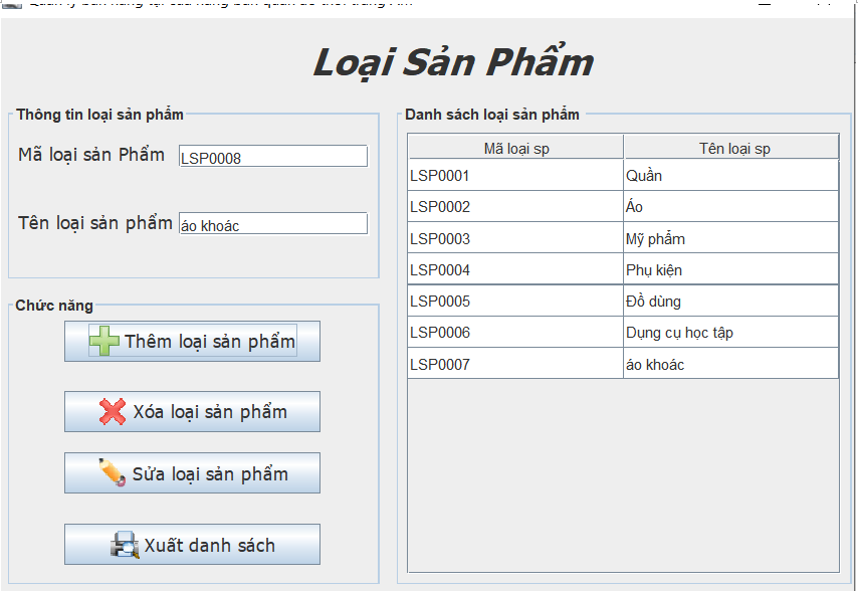 Loại Sản Phẩm
Thông tin loại sản phẩm
Mã loại sản Phẩm LSP0008
Tên loại sản phẩm áo khoác
Chức năng
Thêm loại sản phẩm
Xóa loại sản phẩm
Sửa loại sản phẩm
Xuất danh sách
Danh sách loại sản phẩm
Mã loại sp Tên loại sp
LSP0001 Quần
LSP0002 Áo
LSP0003 Mỹ phẩm
LSP0004 Phụ kiện
LSP0005 Đồ dùng
LSP0006 Dụng cụ học tập
LSP0007 áo khoác